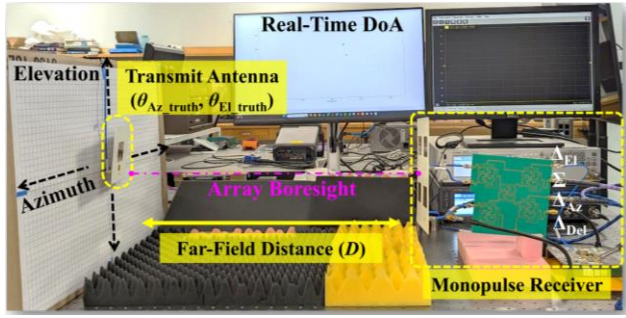 Real-Time DoA
Elevation
Transmit Antenna
(θAz_truth, θEl_truth)
Azimuth
Array Boresight
Far-Field Distance (D)
ΔEl
Σ
ΔAz
ΔDel
Monopulse Receiver